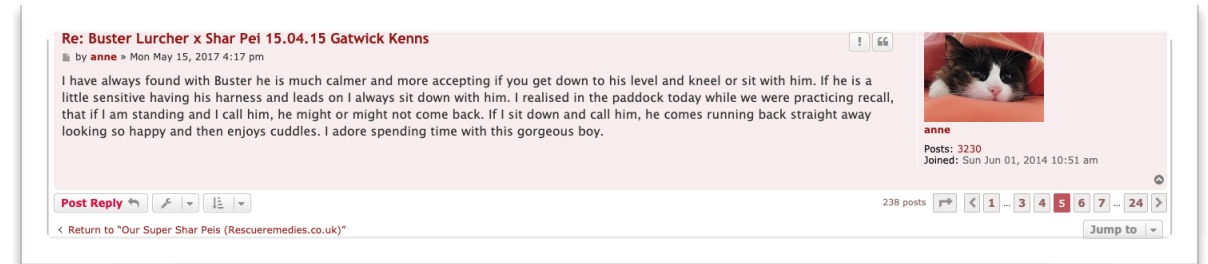 Re: Buster Lurcher x Shar Pei 15.04.15 Gatwick Kenns
by anne » Mon May 15, 2017 4:17 pm
I have always found with Buster he is much calmer and more accepting if you get down to his level and kneel or sit with him. If he is a
little sensitive having his harness and leads on I always sit down with him. I realised in the paddock today while we were practicing recall,
that if I am standing and I call him, he might or might not come back. If I sit down and call him, he comes running back straight away
looking so happy and then enjoys cuddles. I adore spending time with this gorgeous boy.
anne
Posts: 3230
Joined: Sun Jun 01, 2014 10:51 am
Post Reply
238 posts 1 ... 3 4 5 6 7 ... 24
< Return to “Our Super Shar Peis (Rescueremedies.co.uk)”
Jump to